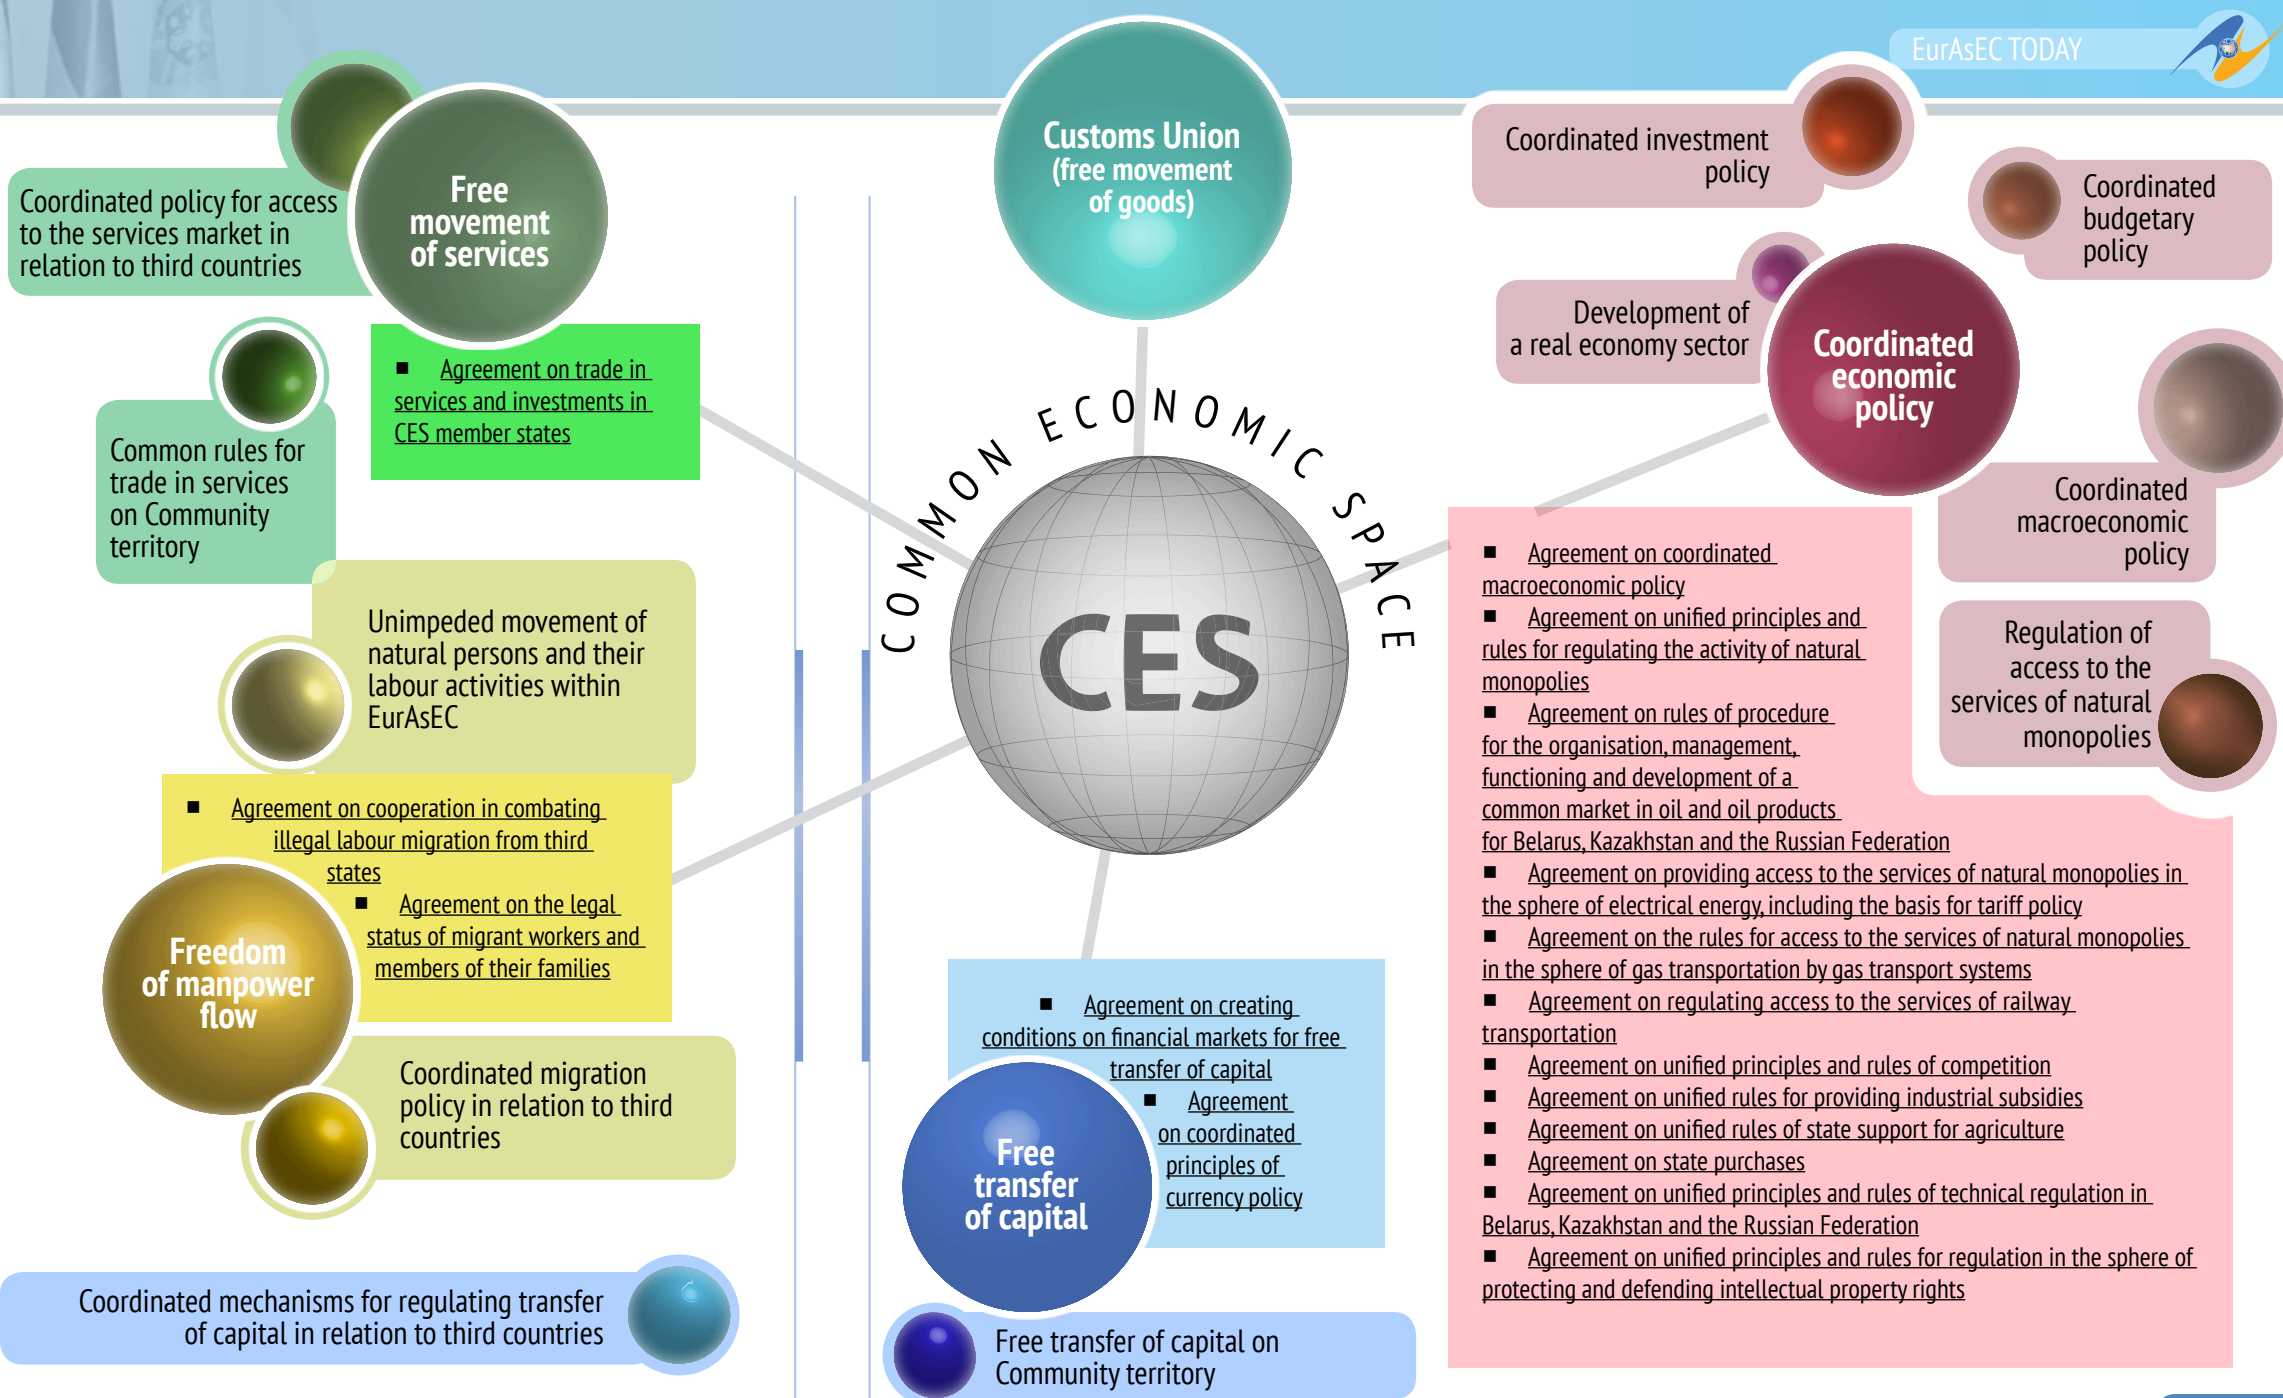 EurAsEC TODAY
Coordinated policy for access
to the services market in
relation to third countries
Free
movement
of services
Common rules for
trade in services
on Community
territory
■ Agreement on trade in
services and investments in
CES member states
Customs Union
(free movement
of goods)
COMMON ECONOMIC SPACE
CES
Coordinated investment
policy
Coordinated
budgetary
policy
Development of
a real economy sector
Coordinated
economic
policy
Coordinated
macroeconomic
policy
Regulation of
access to the
services of natural
monopolies
■ Agreement on coordinated
macroeconomic policy
■ Agreement on unified principles and
rules for regulating the activity of natural
monopolies
■ Agreement on rules of procedure
for the organisation, management,
functioning and development of a
common market in oil and oil products
for Belarus, Kazakhstan and the Russian Federation
■ Agreement on providing access to the services of natural monopolies in
the sphere of electrical energy, including the basis for tariff policy
■ Agreement on the rules for access to the services of natural monopolies
in the sphere of gas transportation by gas transport systems
■ Agreement on regulating access to the services of railway
transportation
■ Agreement on unified principles and rules of competition
■ Agreement on unified rules for providing industrial subsidies
■ Agreement on unified rules of state support for agriculture
■ Agreement on state purchases
■ Agreement on unified principles and rules of technical regulation in
Belarus, Kazakhstan and the Russian Federation
■ Agreement on unified principles and rules for regulation in the sphere of
protecting and defending intellectual property rights
Unimpeded movement of
natural persons and their
labour activities within
EurAsEC
■ Agreement on cooperation in combating
illegal labour migration from third
states
■ Agreement on the legal
status of migrant workers and
members of their families
Freedom
of manpower
flow
Coordinated migration
policy in relation to third
countries
■ Agreement on creating
conditions on financial markets for free
transfer of capital
■ Agreement
on coordinated
principles of
currency policy
Free
transfer
of capital
Coordinated mechanisms for regulating transfer
of capital in relation to third countries
Free transfer of capital on
Community territory